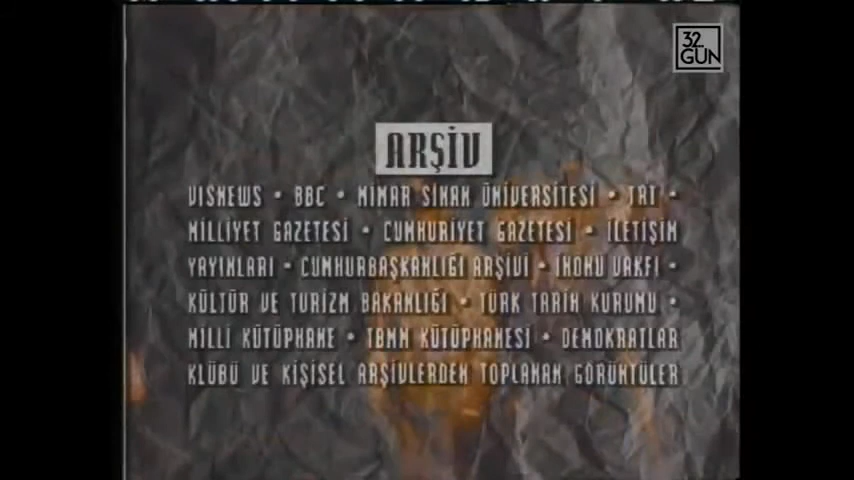 32.
GÜN
ARŞİV
VISNEWS • BBC • MİMAR SİNAN ÜNİVERSİTESİ • TRT •
MİLLİYET GAZETESİ • CUMHURİYET GAZETESİ • İLETİŞİM
YAYINLARI • CUMHURBAŞKANLIĞI ARŞİVİ • İNÖNÜ VAKFI •
KÜLTÜR VE TURİZM BAKANLIĞI • TÜRK TARİH KURUMU •
MİLLİ KÜTÜPHANE • TBMM KÜTÜPHANESİ • DEMOKRATLAR
KLÜBÜ VE KİŞİSEL ARŞİVLERDEN TOPLANAN GÖRÜNTÜLER